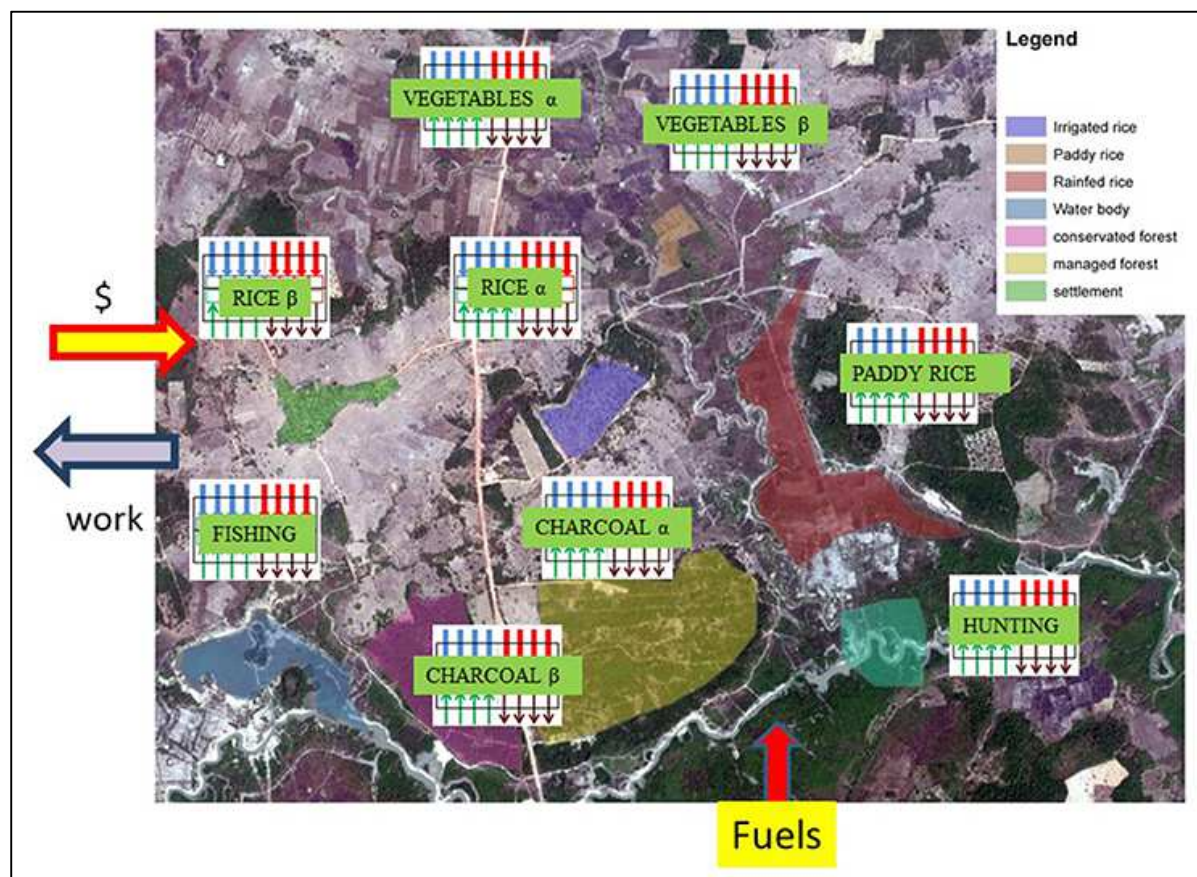 Legend
VEGETABLES α
VEGETABLES β
Irrigated rice
Paddy rice
Rainfed rice
Water body
conservated forest
managed forest
settlement
$
RICE β
RICE α
PADDY RICE
work
FISHING
CHARCOAL α
HUNTING
CHARCOAL β
Fuels